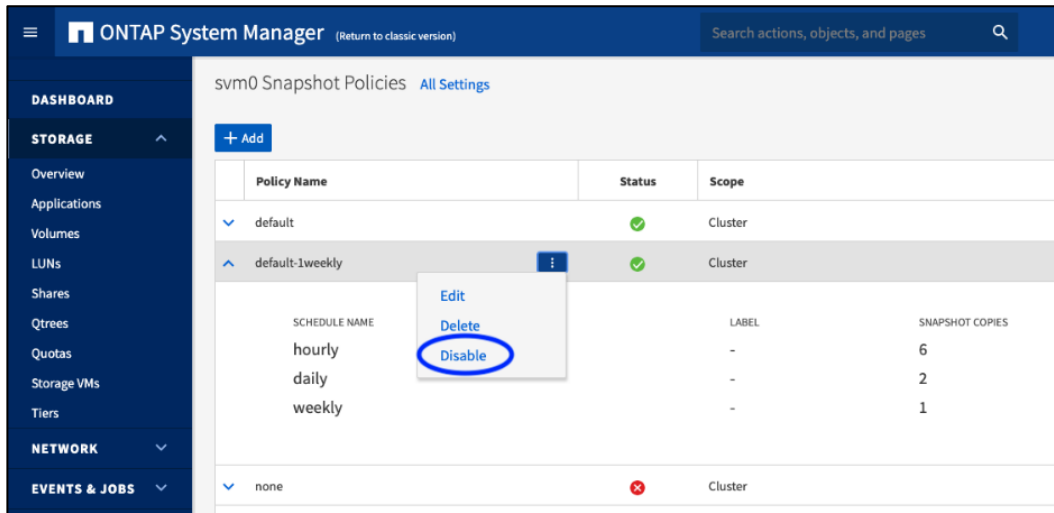 ONTAP System Manager (Return to classic version)
Search actions, objects, and pages
svm0 Snapshot Policies All Settings
DASHBOARD
STORAGE
Overview
Applications
Volumes
LUNs
Shares
Qtrees
Quotas
Storage VMs
Tiers
NETWORK
EVENTS & JOBS
+ Add
Policy Name Status Scope
default Cluster
default-1weekly Cluster
Edit
Delete
Disable
SCHEDULE NAME LABEL SNAPSHOT COPIES
hourly - 6
daily - 2
weekly - 1
none Cluster